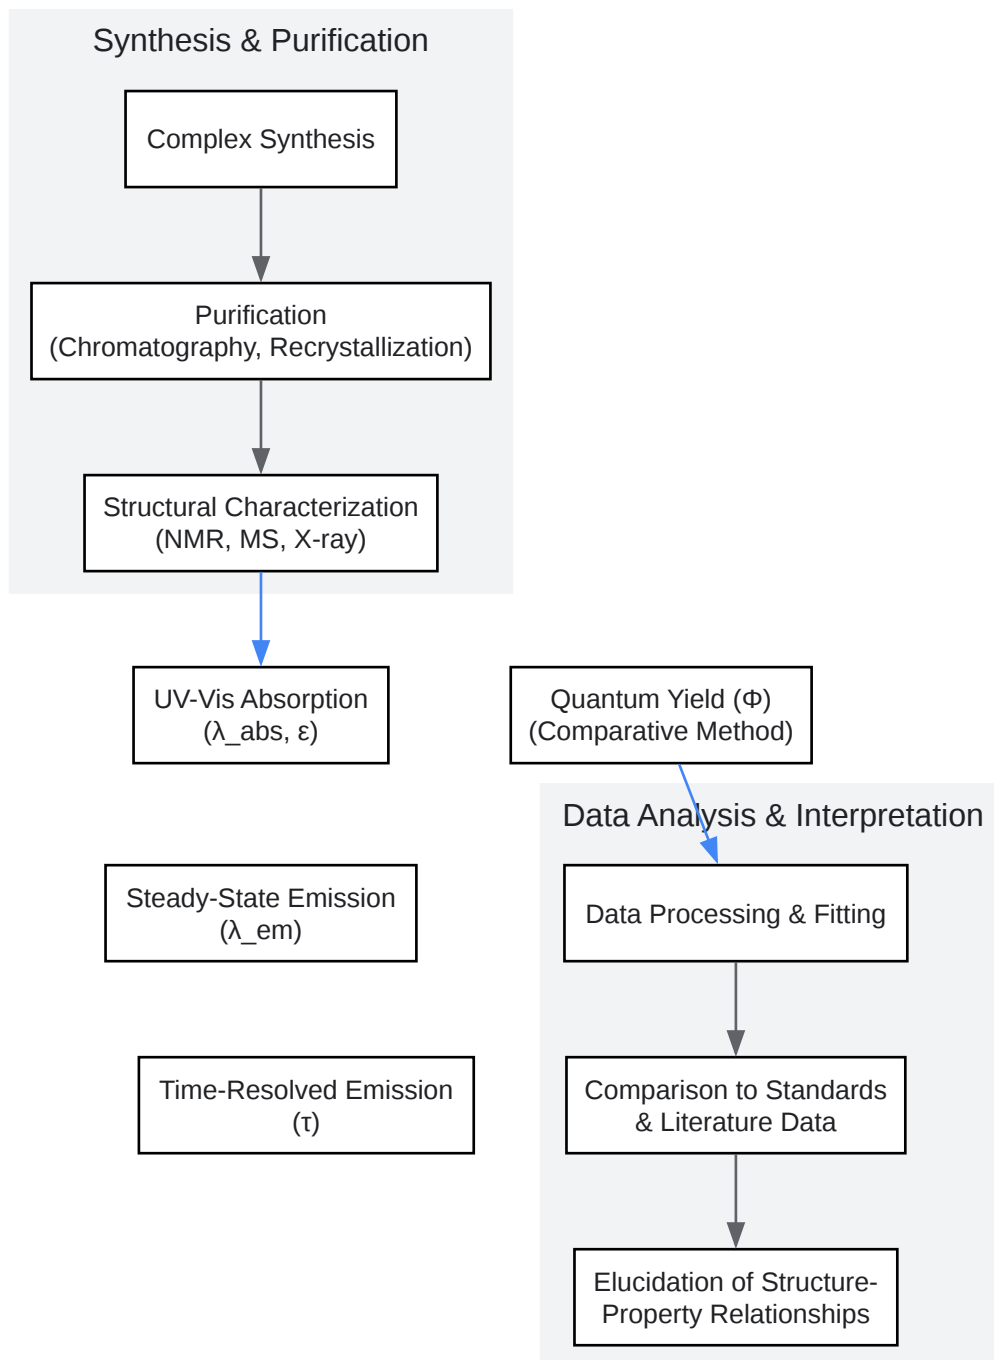 Synthesis & Purification
Complex Synthesis
Purification
(Chromatography, Recrystallization)
Structural Characterization
(NMR, MS, X-ray)
UV-Vis Absorption
(λ_abs, ε)
Quantum Yield (Φ)
(Comparative Method)
Data Analysis & Interpretation
Steady-State Emission
(λ_em)
Data Processing & Fitting
Time-Resolved Emission
(τ)
Comparison to Standards
& Literature Data
Elucidation of Structure-
Property Relationships